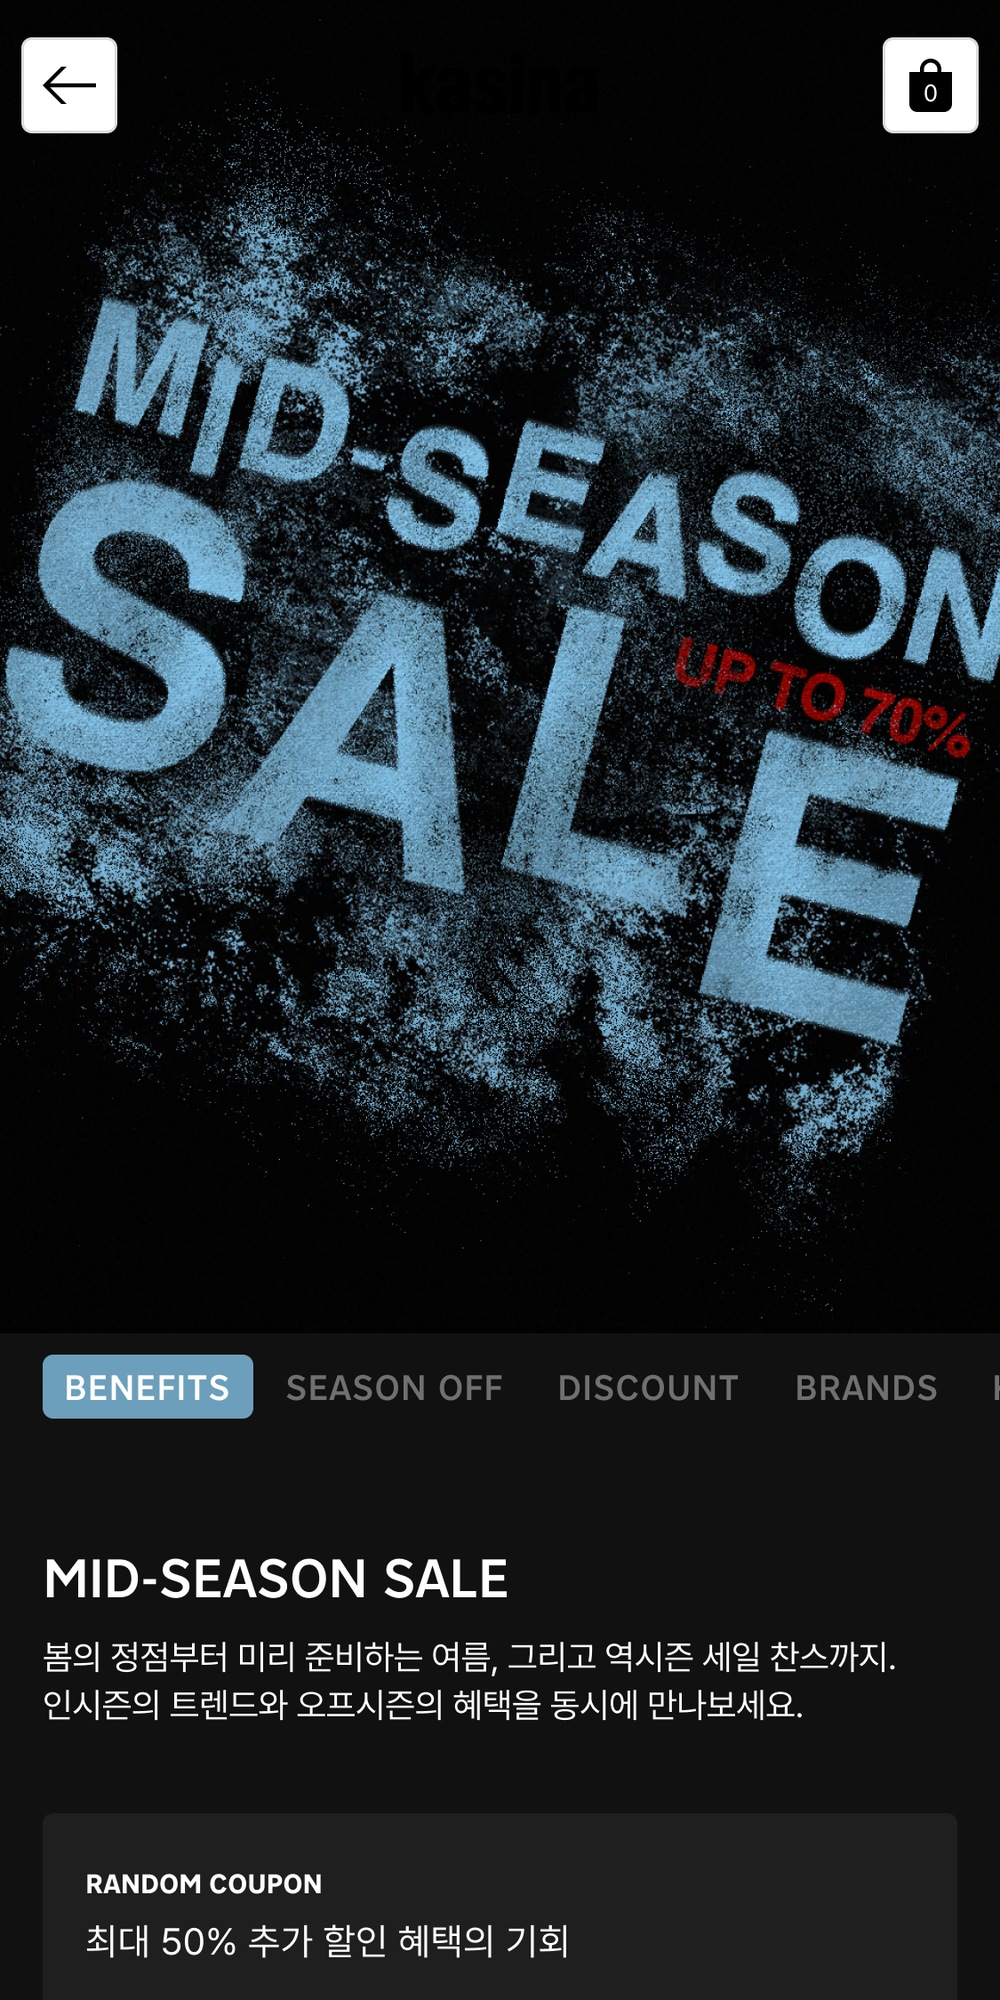 kasina
0
MID-SEASON
SALE
UP TO 70%
BENEFITS SEASON OFF DISCOUNT BRANDS
MID-SEASON SALE
봄의 정점부터 미리 준비하는 여름, 그리고 역시즌 세일 찬스까지.
인시즌의 트렌드와 오프시즌의 혜택을 동시에 만나보세요.
RANDOM COUPON
최대 50% 추가 할인 혜택의 기회